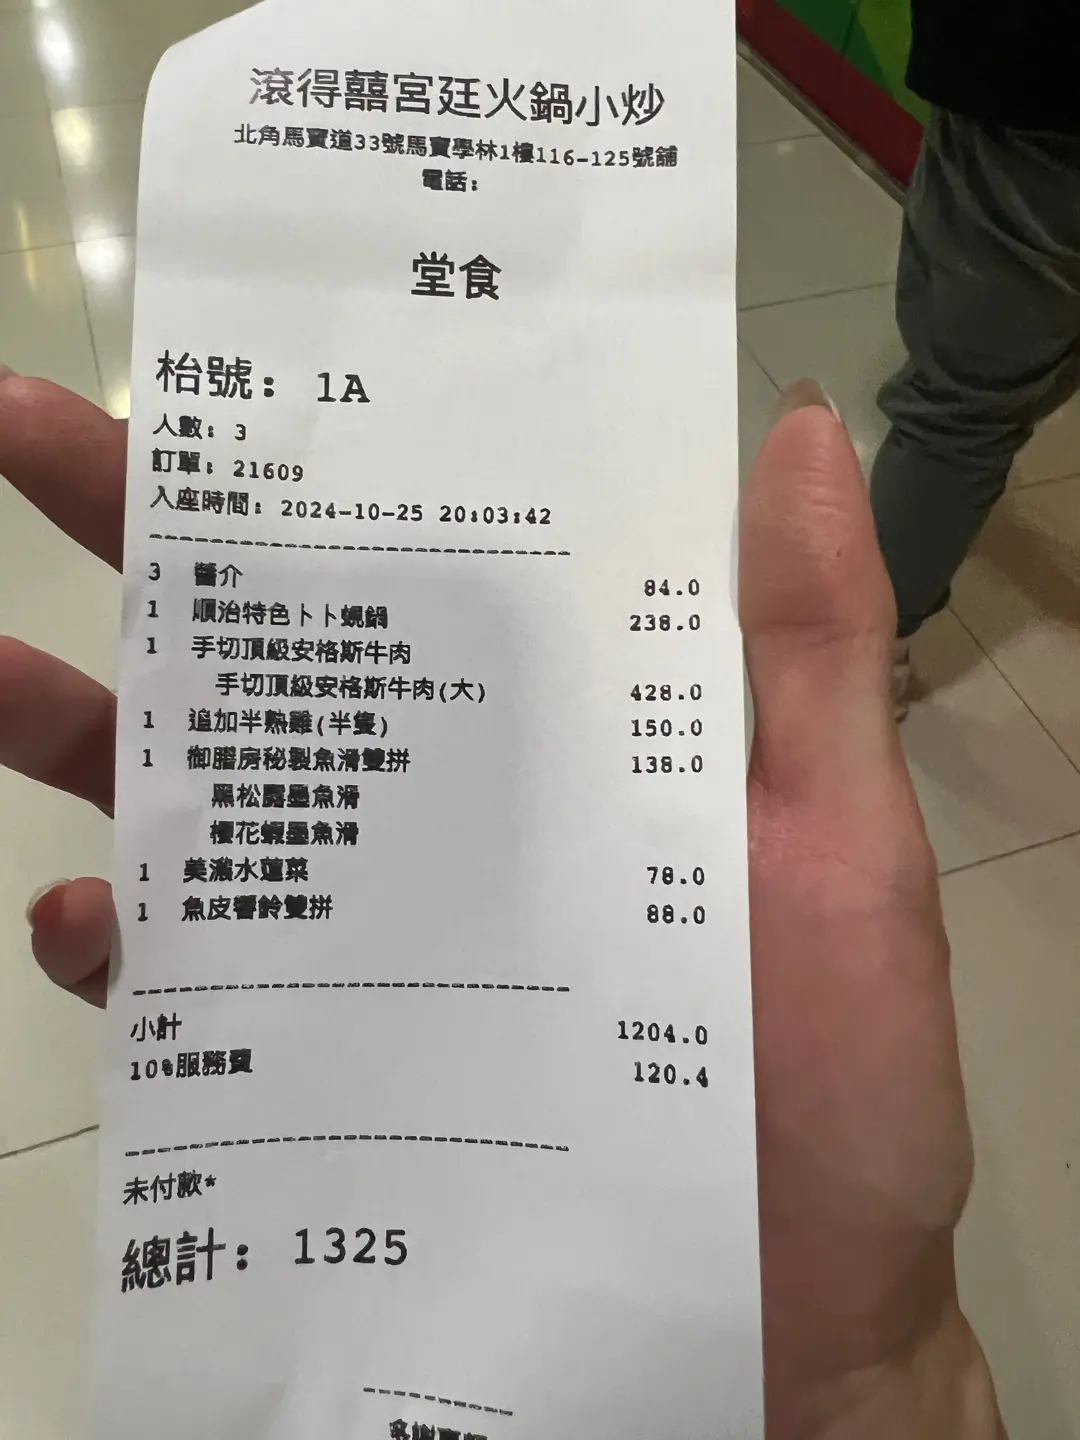 滾得囍宮廷火鍋小炒
北角馬寶道33號馬寶學林1樓116-125號舖
電話:
堂食
枱號: 1A
人數: 3
訂單: 21609
入座時間: 2024-10-25 20:03:42
3 醬介 84.0
1 順治特色卜卜蜆鍋 238.0
1 手切頂級安格斯牛肉
手切頂級安格斯牛肉(大) 428.0
1 追加半熟雞(半隻) 150.0
1 御膳房秘製魚滑雙拼 138.0
黑松露墨魚滑
櫻花蝦墨魚滑
1 美濃水蓮菜 78.0
1 魚皮響鈴雙拼 88.0
小計 1204.0
10%服務費 120.4
未付款*
總計: 1325